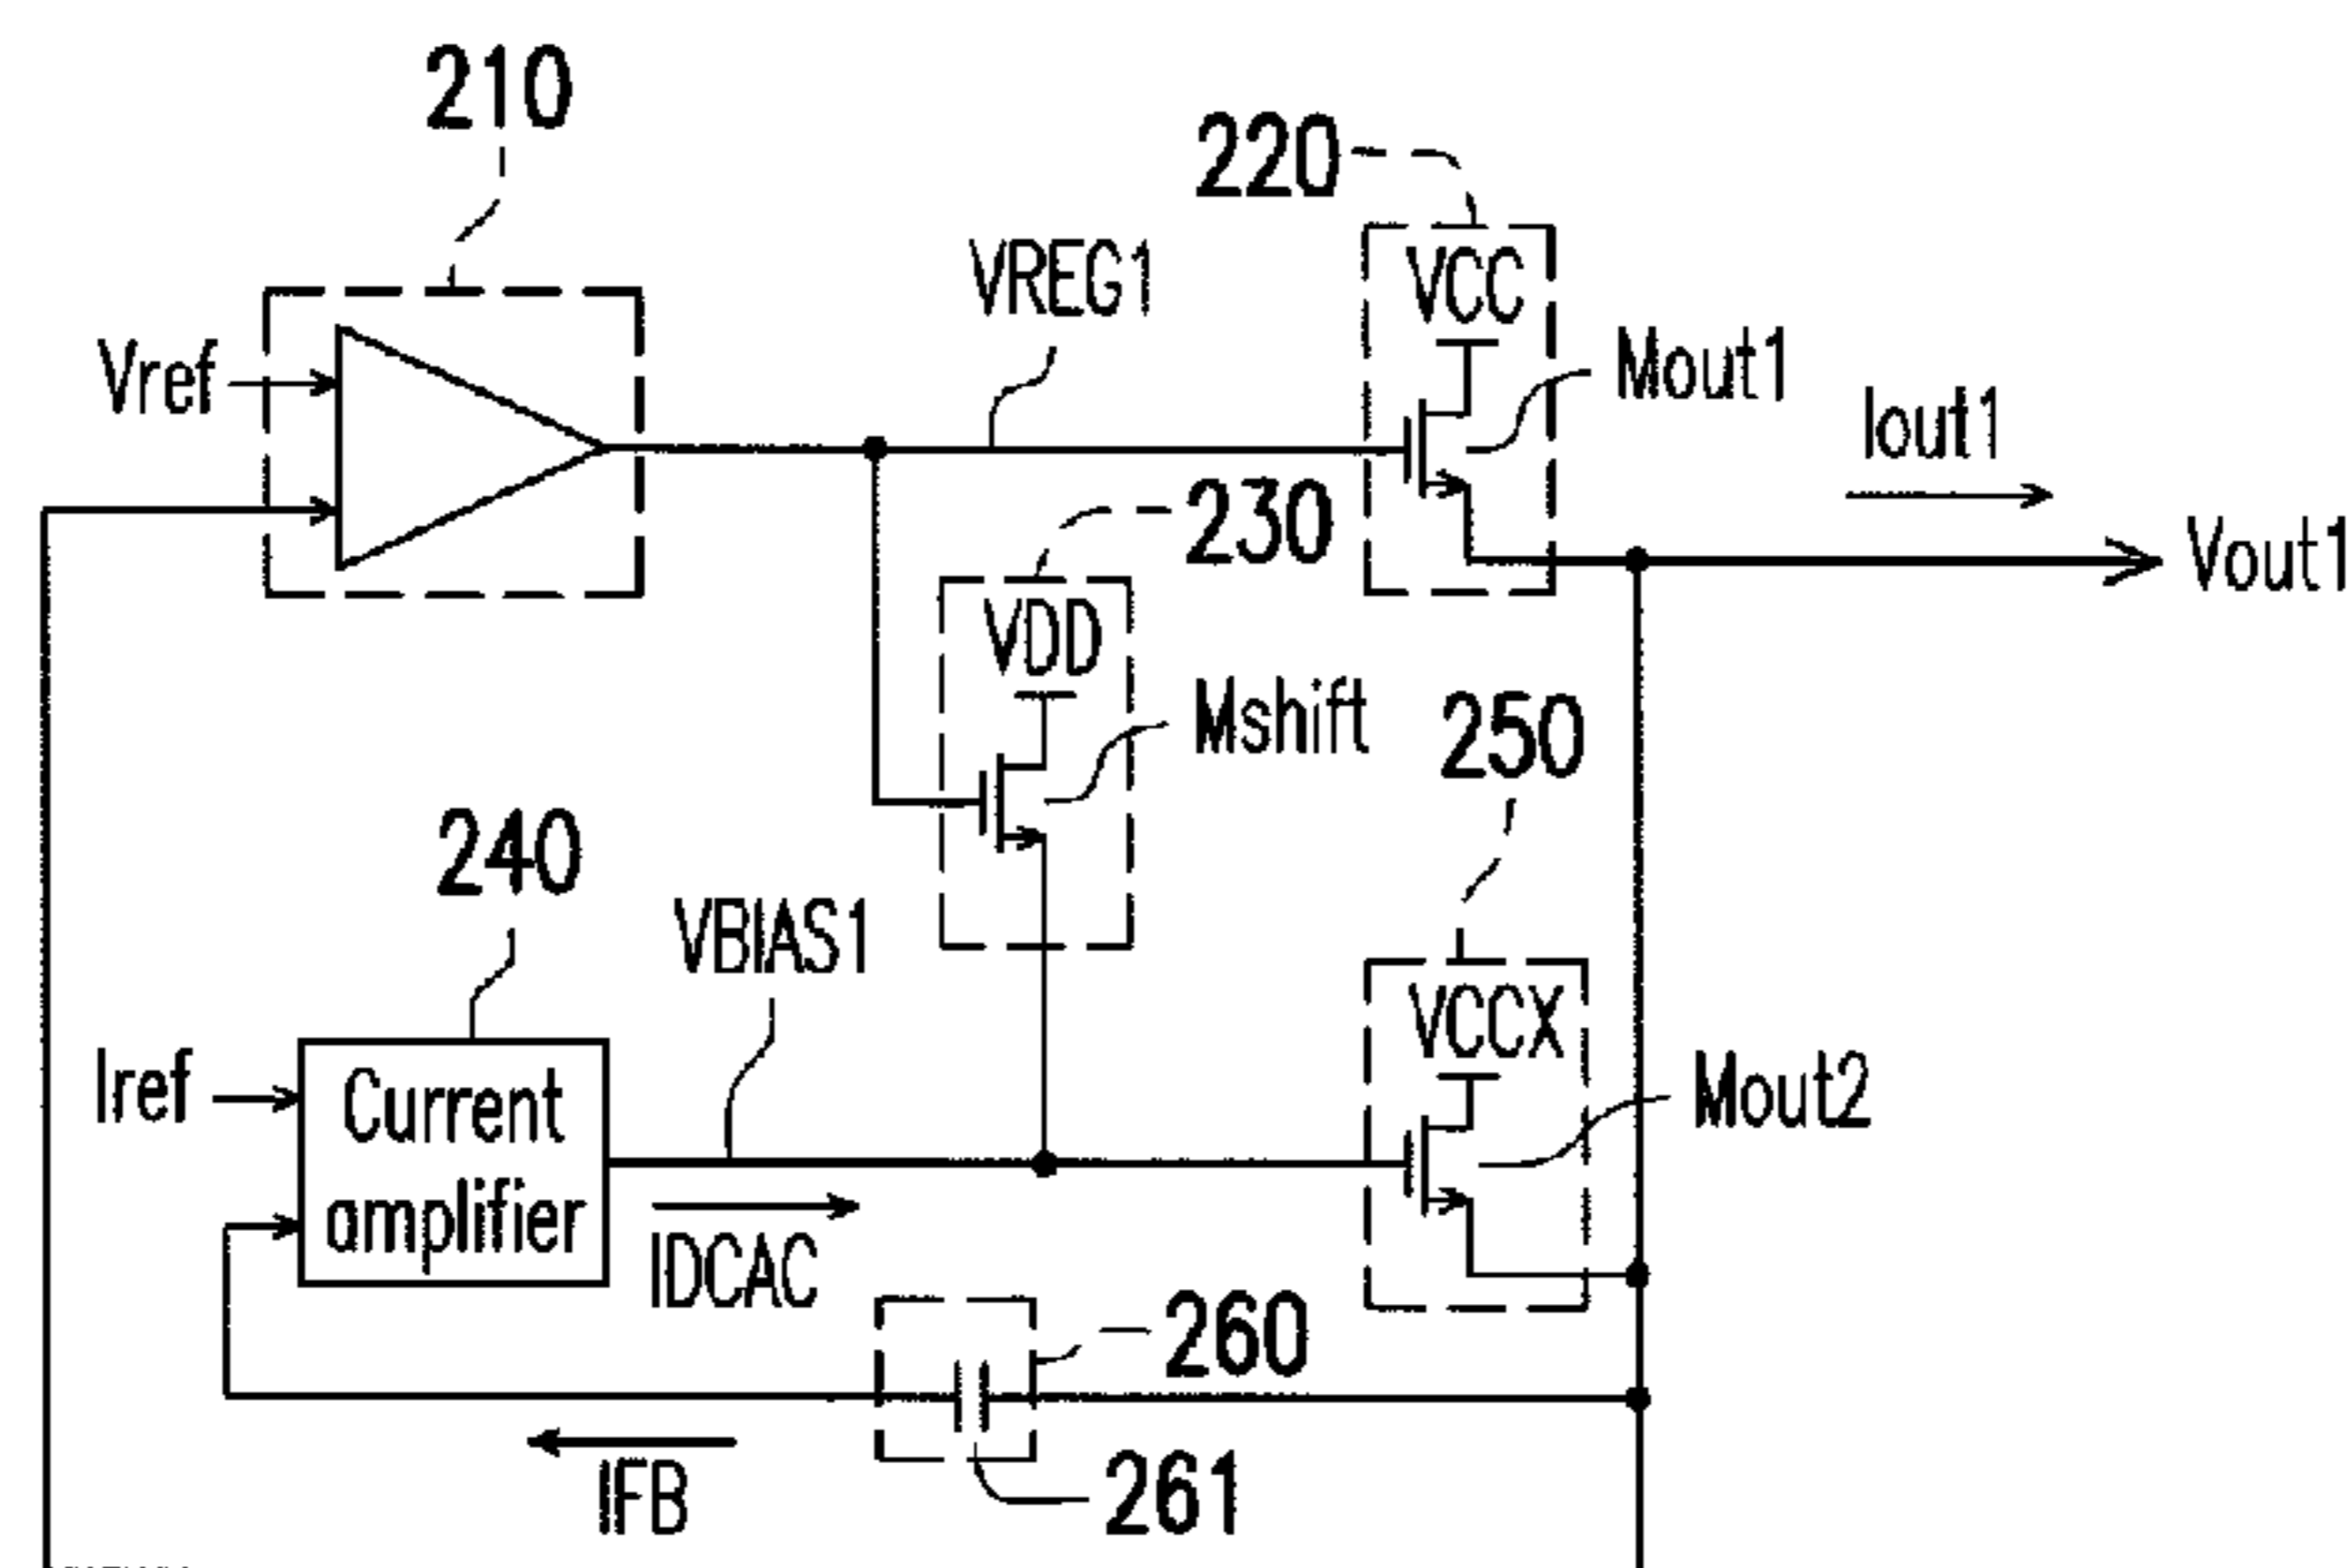 210
220
VCC
VREG1
Vref
Mout1
Iout1
230
Vout1
VDD
Mshift
250
240
VBIAS1
VCCX
Iref
Current
amplifier
Mout2
IDCAC
260
IFB
261